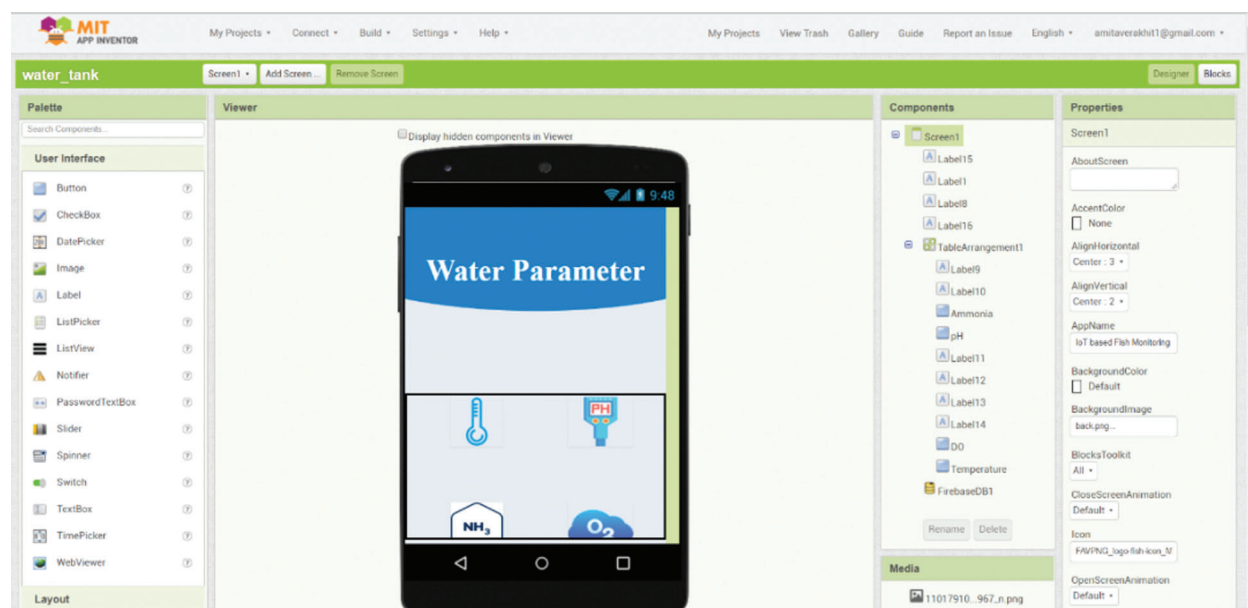 MIT
APP INVENTOR
My Projects Connect Build Settings Help My Projects View Trash Gallery Guide Report an Issue English amitaverakhit1@gmail.com
water_tank Screen1 Add Screen ... Remove Screen Designer Blocks
Palette
Search Components...
User Interface
Button
CheckBox
DatePicker
Image
Label
ListPicker
ListView
Notifier
PasswordTextBox
Slider
Spinner
Switch
TextBox
TimePicker
WebViewer
Layout
Viewer
Display hidden components in Viewer
9:48
Water Parameter
PH
NH3
O2
Components
Screen1
Label15
Label1
Label8
Label16
TableArrangement1
Label9
Label10
Ammonia
pH
Label11
Label12
Label13
Label14
DO
Temperature
FirebaseDB1
Rename Delete
Media
11017910...967_n.png
Properties
Screen1
AboutScreen
AccentColor
None
AlignHorizontal
Center : 3
AlignVertical
Center : 2
AppName
IoT based Fish Monitoring
BackgroundColor
Default
BackgroundImage
back.png...
BlocksToolkit
All
CloseScreenAnimation
Default
Icon
FAVPNG_logo-fish-icon_M
OpenScreenAnimation
Default